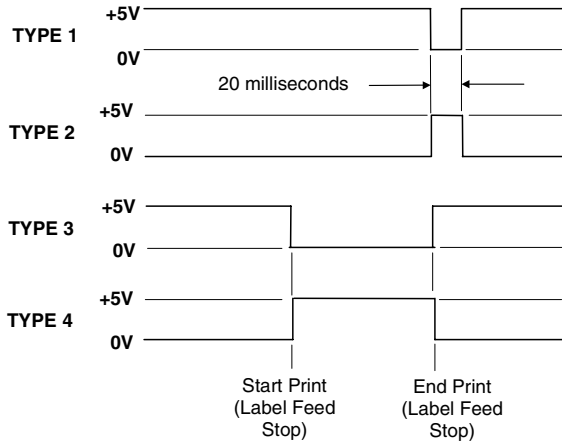 +5V
TYPE 1
0V
20 milliseconds
+5V
TYPE 2
0V
+5V
TYPE 3
0V
+5V
TYPE 4
0V
Start Print
(Label Feed
Stop)
End Print
(Label Feed
Stop)